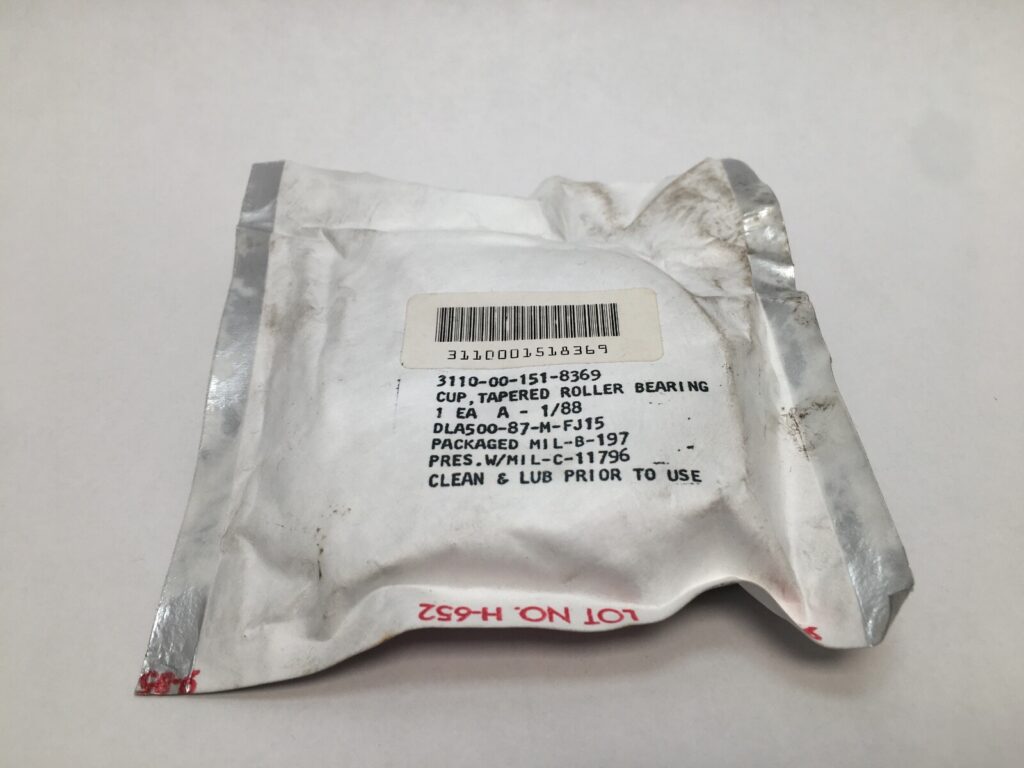 3110001518369
3110-00-151-8369
CUP, TAPERED ROLLER BEARING
1 EA A - 1/88
DLA500-87-M-FJ15
PACKAGED MIL-B-197
PRES.W/MIL-C-11796
CLEAN & LUB PRIOR TO USE
LOT NO. H-652